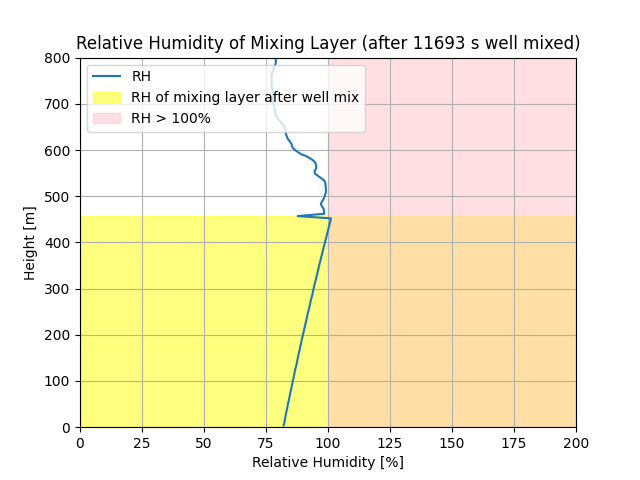 Relative Humidity of Mixing Layer (after 11693 s well mixed)
800
700
600
500
400
300
200
100
0
Height [m]
RH
RH of mixing layer after well mix
RH > 100%
0 25 50 75 100 125 150 175 200
Relative Humidity [%]